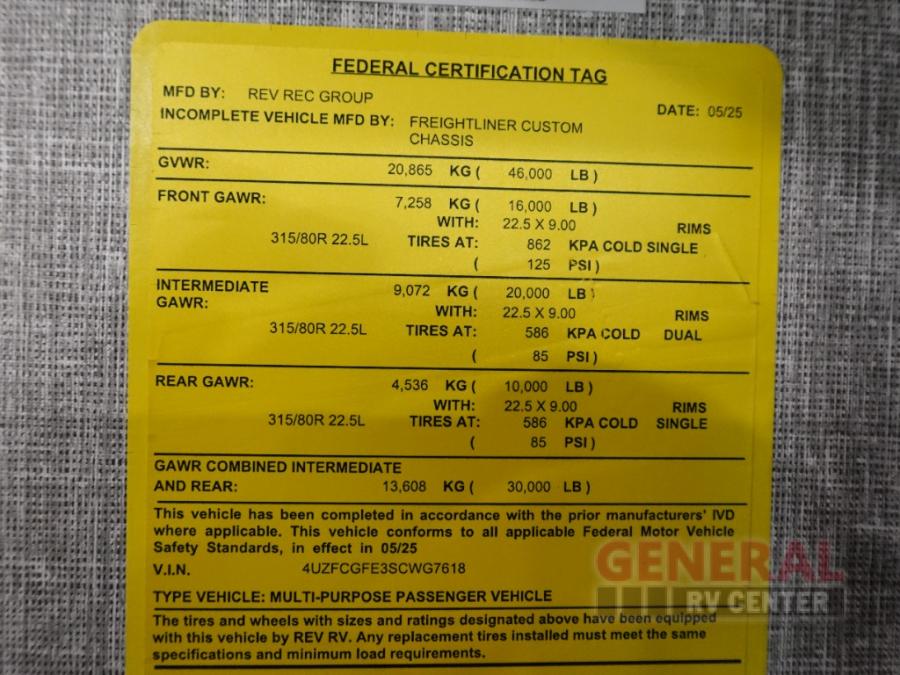 FEDERAL CERTIFICATION TAG
MFD BY: REV REC GROUP DATE: 05/25
INCOMPLETE VEHICLE MFD BY: FREIGHTLINER CUSTOM
CHASSIS
GVWR: 20,865 KG ( 46,000 LB )
FRONT GAWR: 7,258 KG ( 16,000 LB )
WITH: 22.5 X 9.00 RIMS
315/80R 22.5L TIRES AT: 862 KPA COLD SINGLE
( 125 PSI )
INTERMEDIATE 9,072 KG ( 20,000 LB )
GAWR: WITH: 22.5 X 9.00 RIMS
315/80R 22.5L TIRES AT: 586 KPA COLD DUAL
( 85 PSI )
REAR GAWR: 4,536 KG ( 10,000 LB )
WITH: 22.5 X 9.00 RIMS
315/80R 22.5L TIRES AT: 586 KPA COLD SINGLE
( 85 PSI )
GAWR COMBINED INTERMEDIATE
AND REAR: 13,608 KG ( 30,000 LB )
This vehicle has been completed in accordance with the prior manufacturers' IVD
where applicable. This vehicle conforms to all applicable Federal Motor Vehicle
Safety Standards, in effect in 05/25
V.I.N. 4UZFCGFE3SCWG7618
TYPE VEHICLE: MULTI-PURPOSE PASSENGER VEHICLE
The tires and wheels with sizes and ratings designated above have been equipped
with this vehicle by REV RV. Any replacement tires installed must meet the same
specifications and minimum load requirements.
GENERAL
RV CENTER